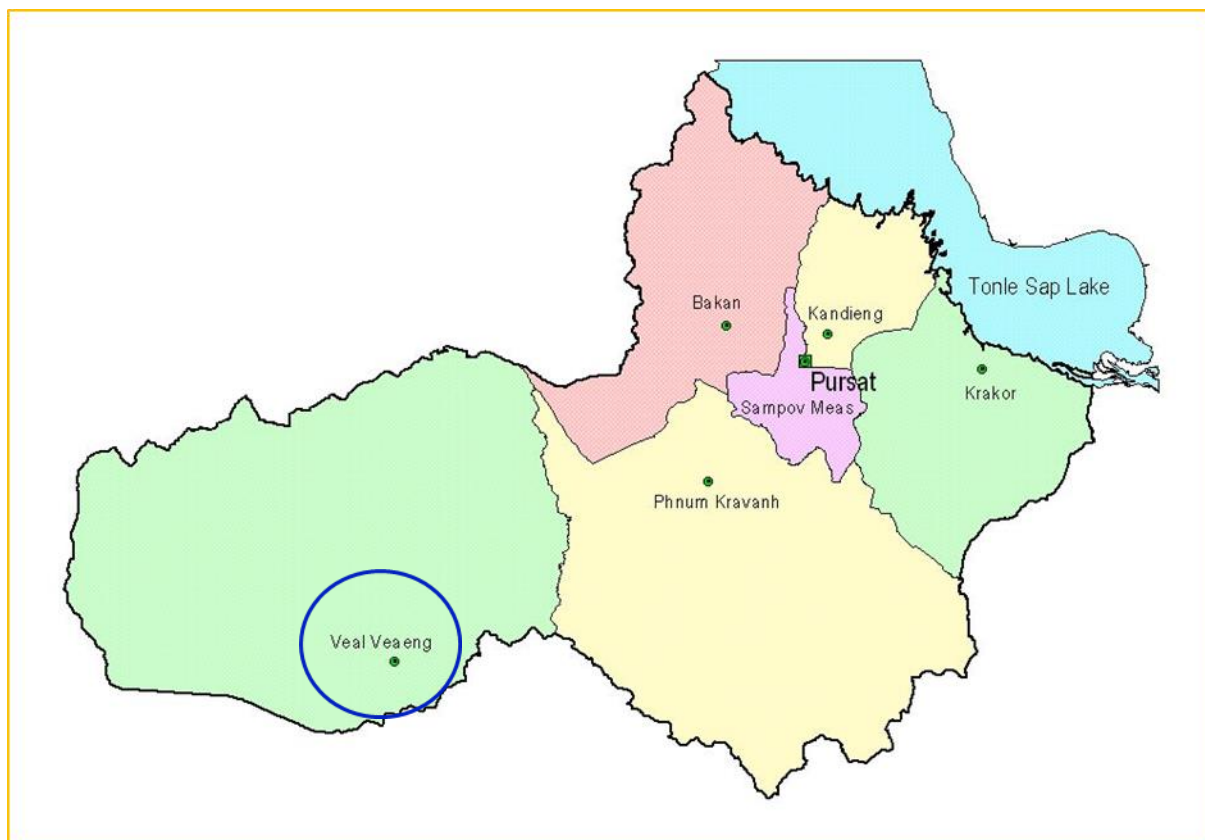 Tonle Sap Lake
Bakan
Kandieng
Pursat
Krakor
Sampov Meas
Phnum Kravanh
Veal Veaeng